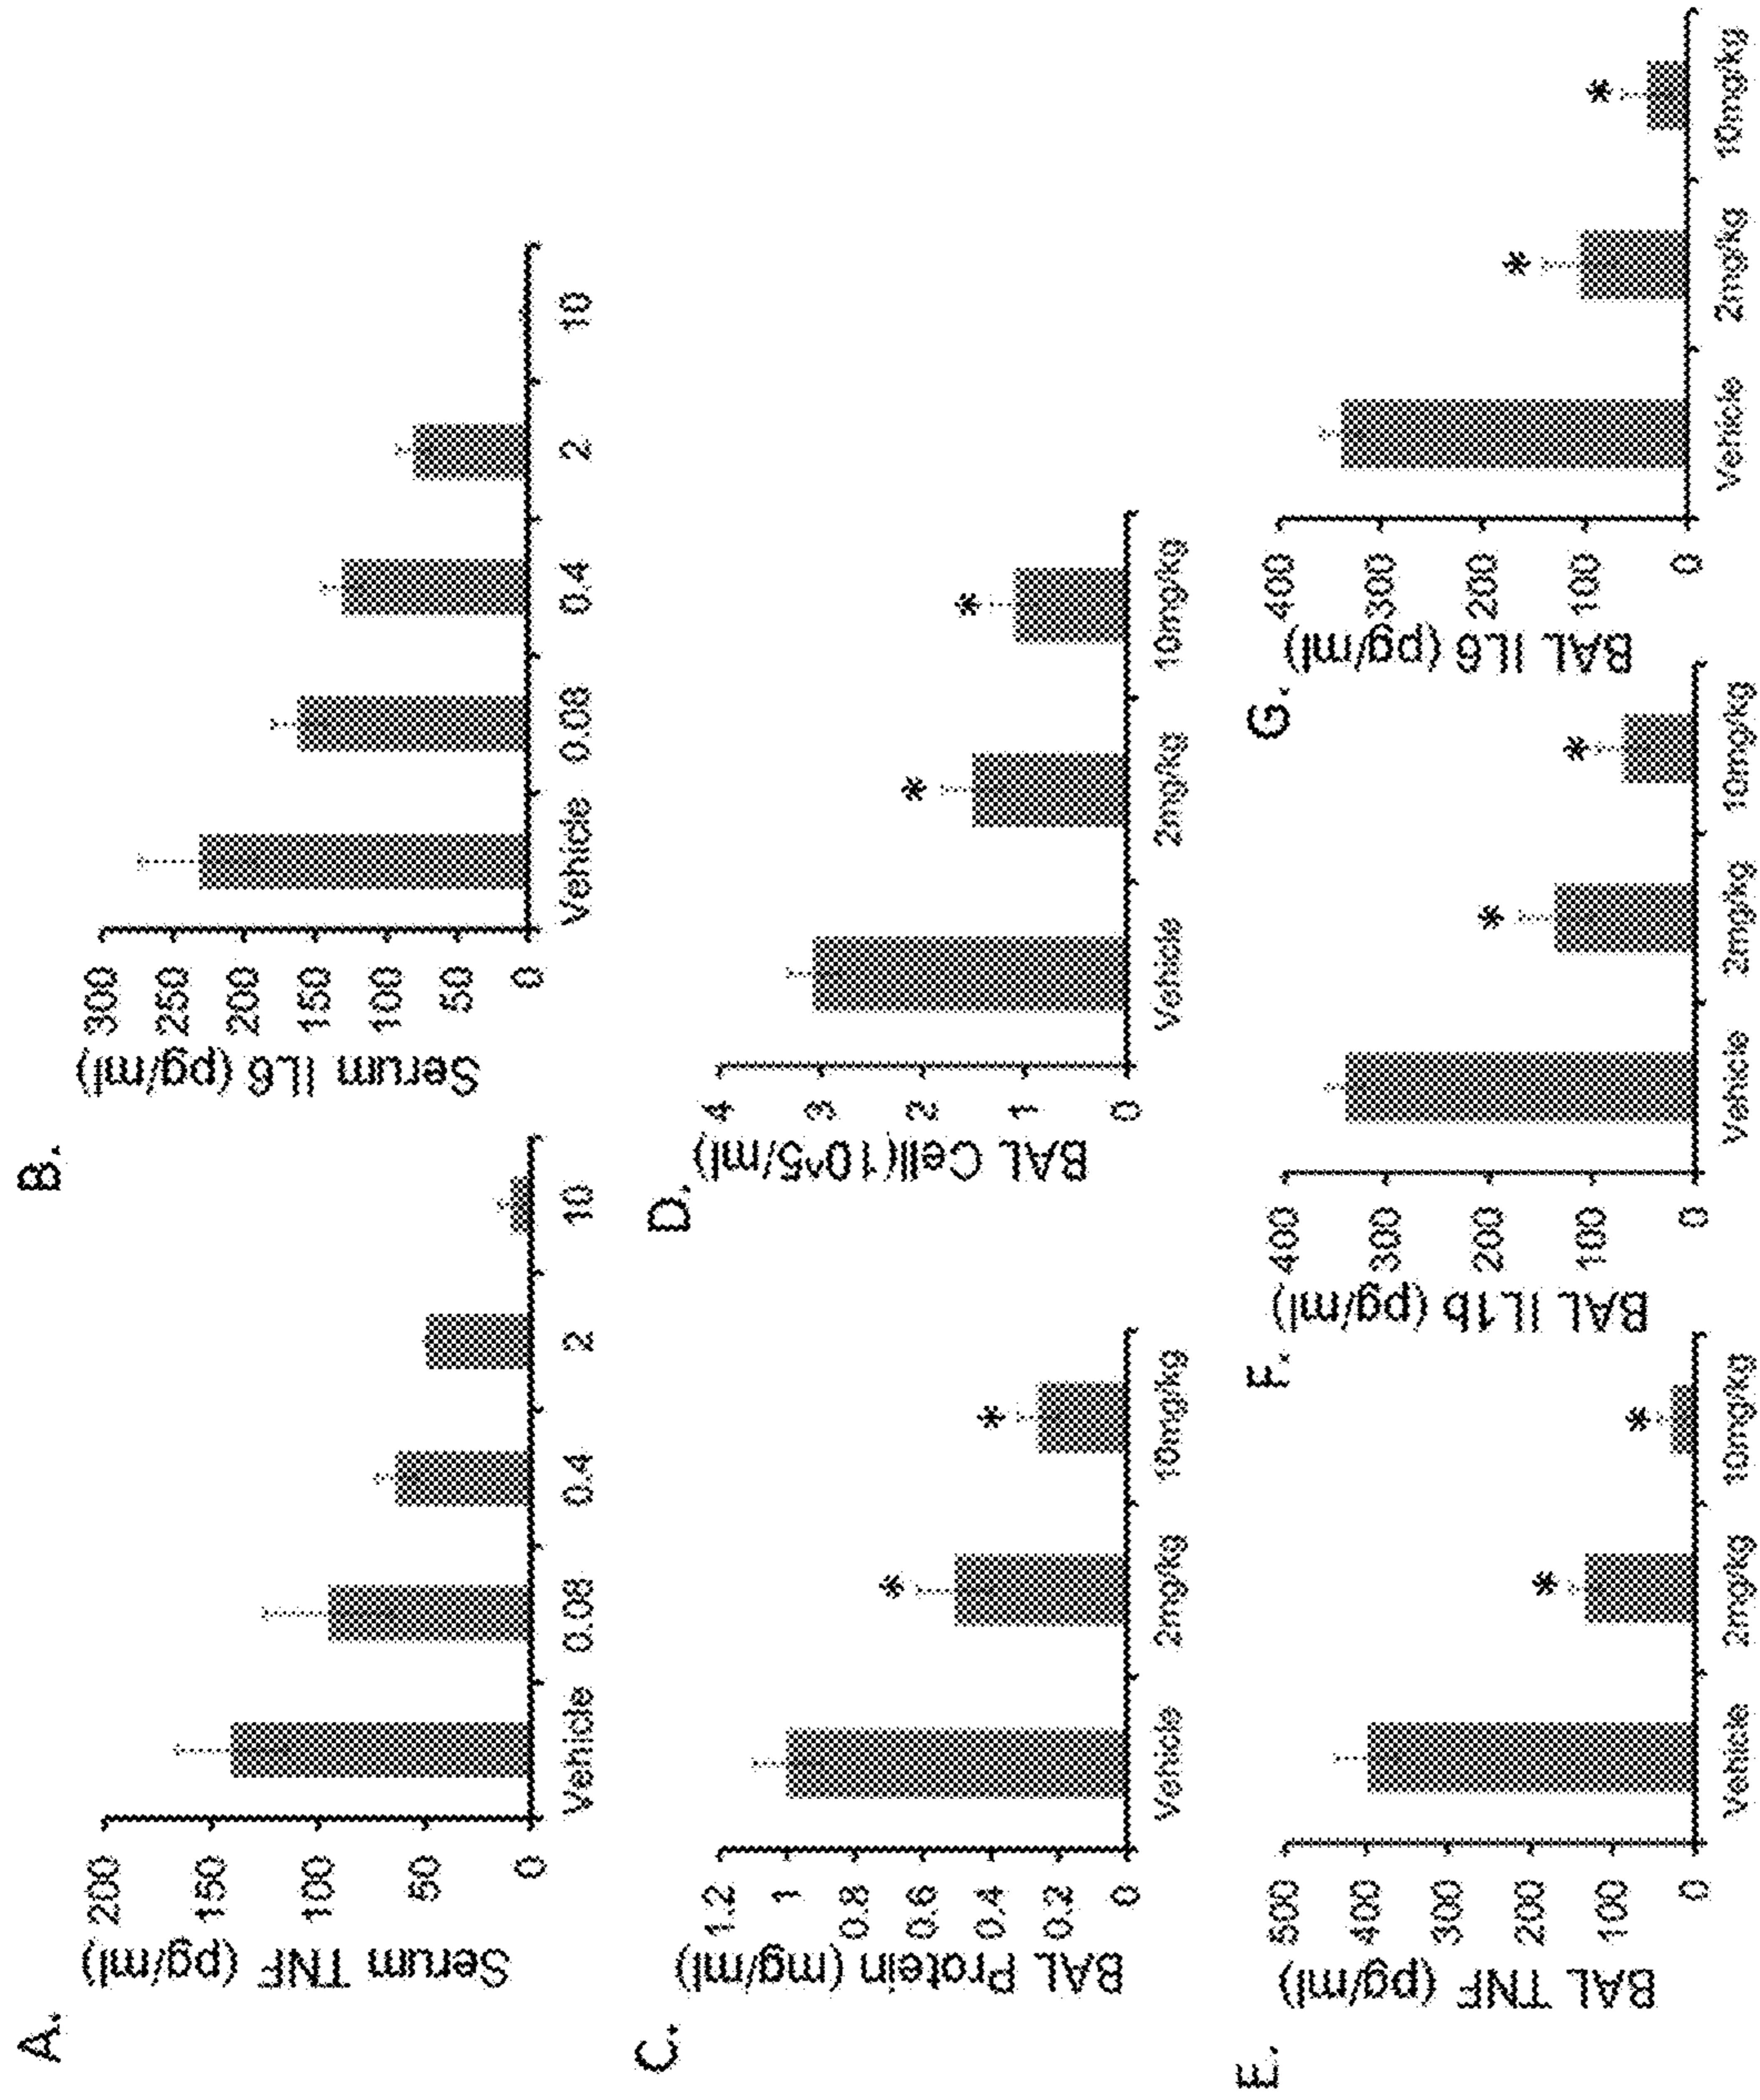 A.
Serum TNF (pg/ml)
200
150
100
50
0
Vehicle 0.08 0.4 2 10
B.
Serum IL6 (pg/ml)
300
250
200
150
100
50
0
Vehicle 0.08 0.4 2 10
C.
BAL Protein (mg/ml)
1.2
1
0.8
0.6
0.4
0.2
0
* *
Vehicle 2mg/kg 10mg/kg
D.
BAL Cell(10^5/ml)
4
3
2
1
0
* *
Vehicle 2mg/kg 10mg/kg
E.
BAL TNF (pg/ml)
500
400
300
200
100
0
* *
Vehicle 2mg/kg 10mg/kg
F.
BAL IL1b (pg/ml)
400
300
200
100
0
* *
Vehicle 2mg/kg 10mg/kg
G.
BAL IL6 (pg/ml)
400
300
200
100
0
* *
Vehicle 2mg/kg 10mg/kg